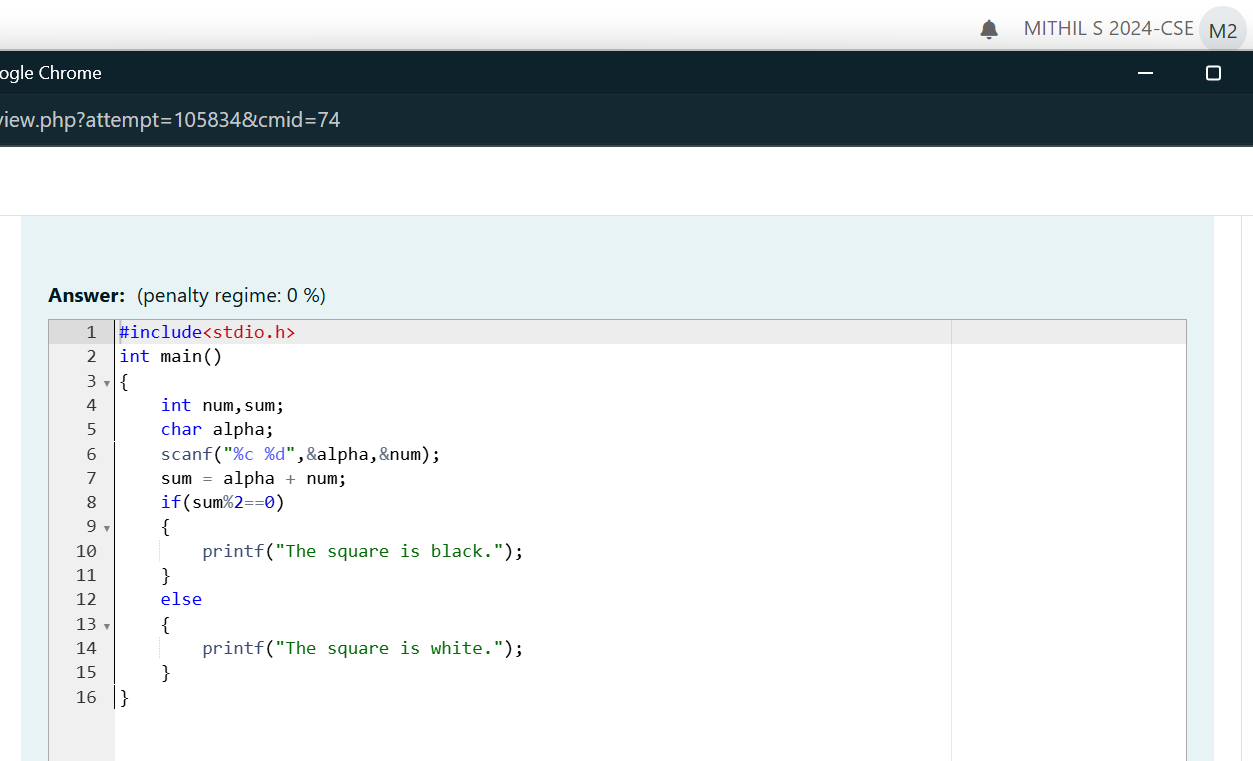 MITHIL S 2024-CSE M2
ogle Chrome
view.php?attempt=105834&cmid=74
Answer: (penalty regime: 0 %)
1 #include<stdio.h>
2 int main()
3 {
4     int num,sum;
5     char alpha;
6     scanf("%c %d",&alpha,&num);
7     sum = alpha + num;
8     if(sum%2==0)
9     {
10         printf("The square is black.");
11     }
12     else
13     {
14         printf("The square is white.");
15     }
16 }